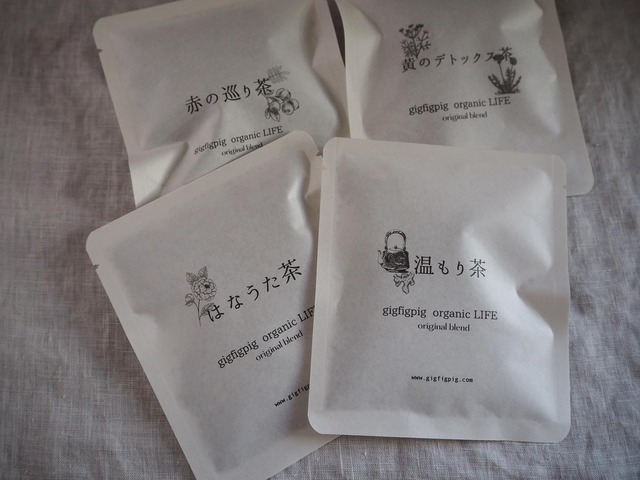 赤の巡り茶
gigfigpig organic LIFE
original blend
黄のデトックス茶
gigfigpig organic LIFE
original blend
はなうた茶
gigfigpig organic LIFE
original blend
温もり茶
gigfigpig organic LIFE
original blend
www.gigfigpig.com